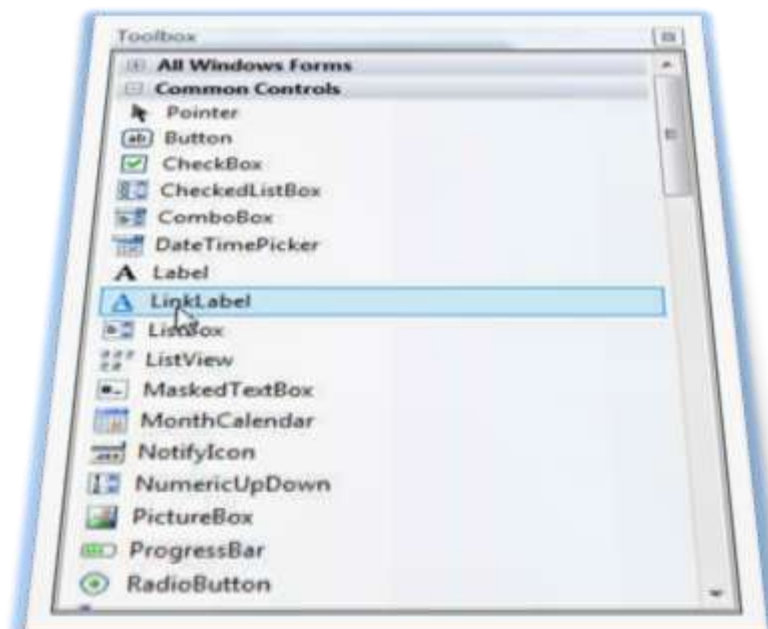 Toolbox
All Windows Forms
Common Controls
Pointer
ab Button
CheckBox
CheckedListBox
ComboBox
DateTimePicker
A Label
A LinkLabel
ListBox
ListView
MaskedTextBox
MonthCalendar
NotifyIcon
NumericUpDown
PictureBox
ProgressBar
RadioButton